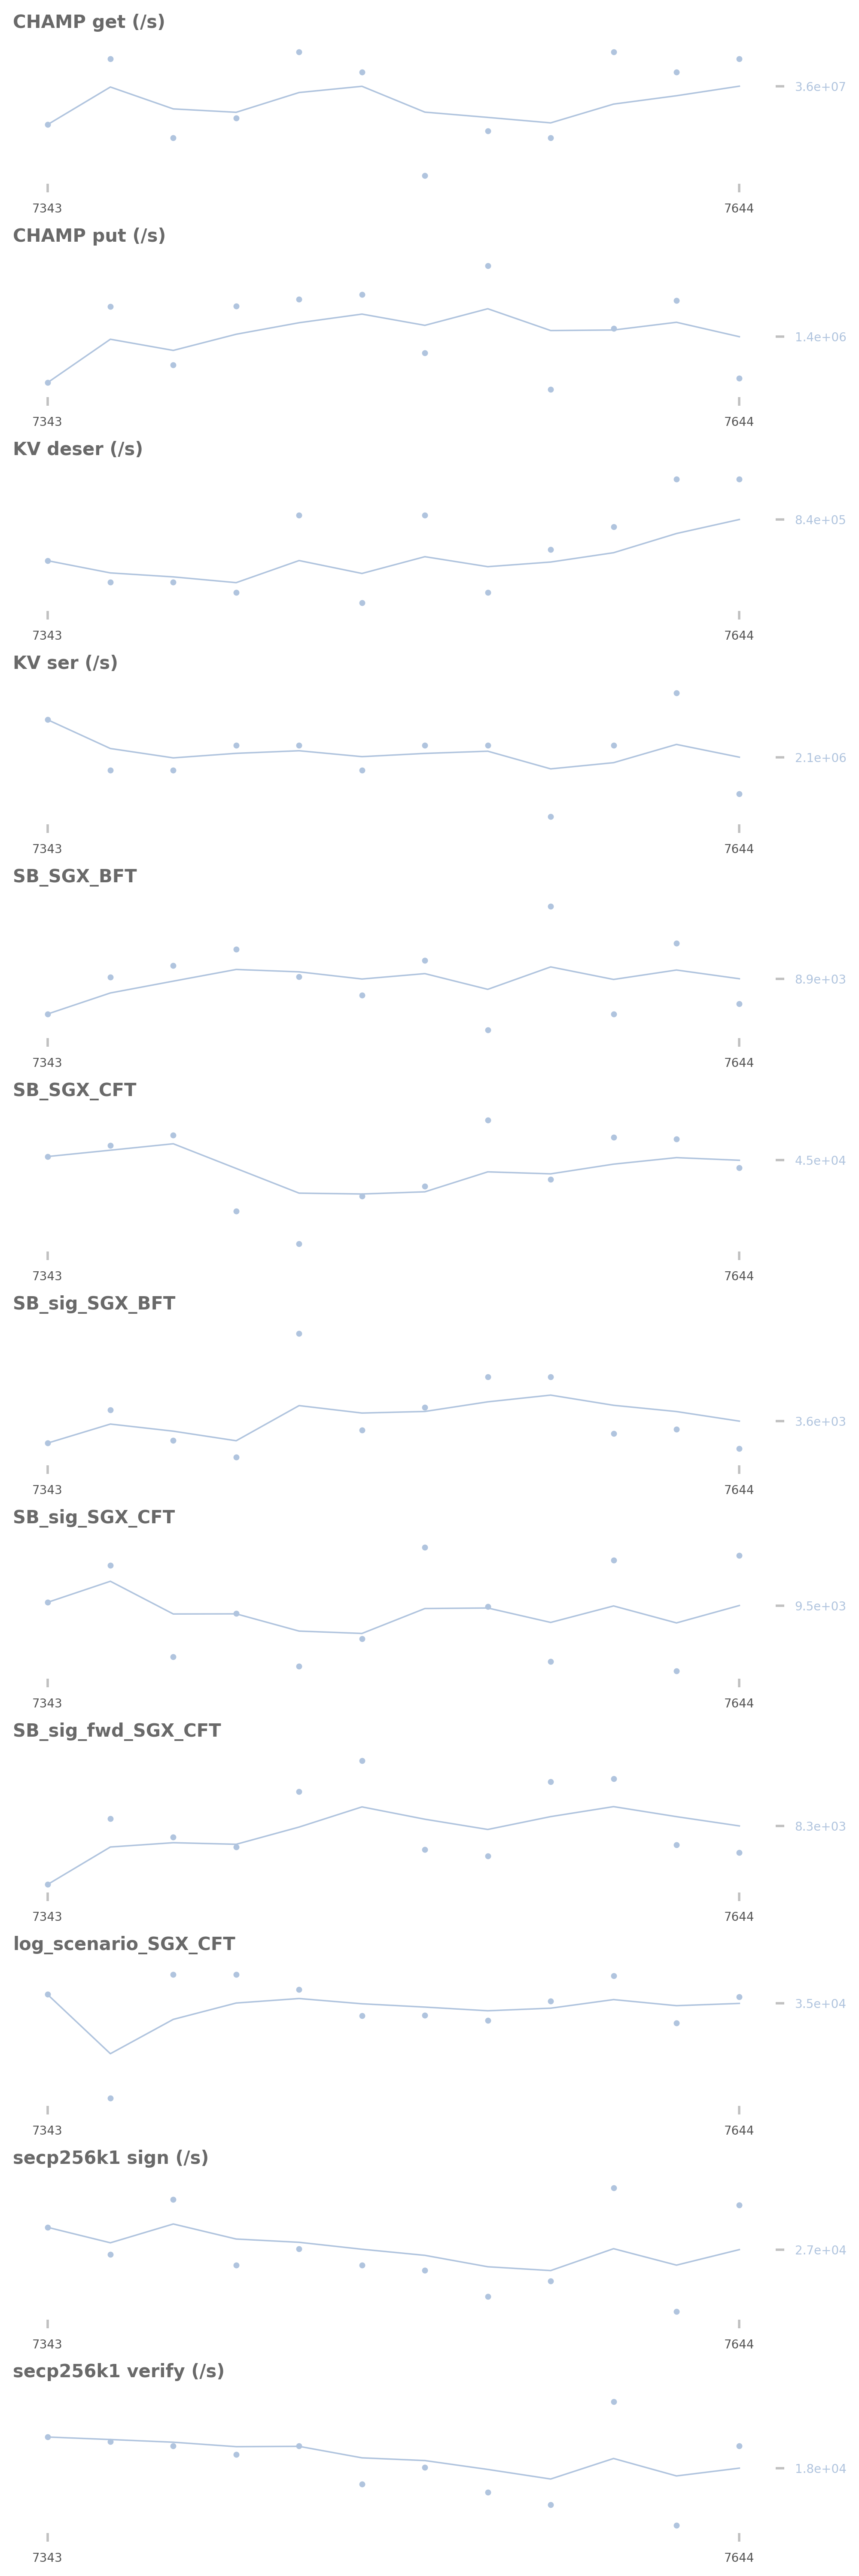 CHAMP get (/s)
3.6e+07
7343 7644
CHAMP put (/s)
1.4e+06
7343 7644
KV deser (/s)
8.4e+05
7343 7644
KV ser (/s)
2.1e+06
7343 7644
SB_SGX_BFT
8.9e+03
7343 7644
SB_SGX_CFT
4.5e+04
7343 7644
SB_sig_SGX_BFT
3.6e+03
7343 7644
SB_sig_SGX_CFT
9.5e+03
7343 7644
SB_sig_fwd_SGX_CFT
8.3e+03
7343 7644
log_scenario_SGX_CFT
3.5e+04
7343 7644
secp256k1 sign (/s)
2.7e+04
7343 7644
secp256k1 verify (/s)
1.8e+04
7343 7644